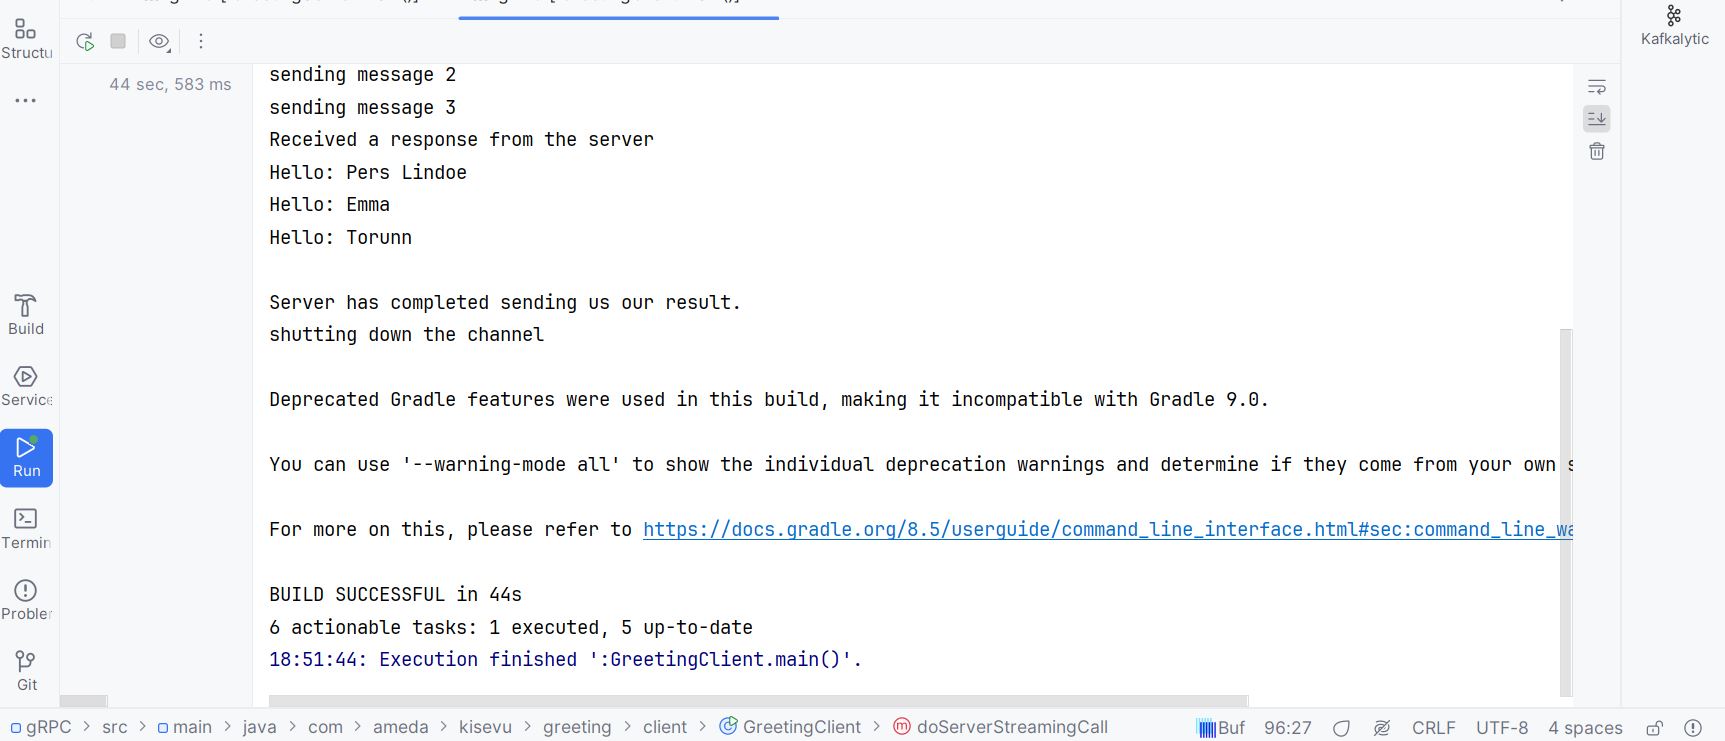 Structu
Kafkalytic
44 sec, 583 ms
sending message 2
sending message 3
Received a response from the server
Hello: Pers Lindoe
Hello: Emma
Hello: Torunn
Server has completed sending us our result.
shutting down the channel
Deprecated Gradle features were used in this build, making it incompatible with Gradle 9.0.
You can use '--warning-mode all' to show the individual deprecation warnings and determine if they come from your own s
For more on this, please refer to https://docs.gradle.org/8.5/userguide/command_line_interface.html#sec:command_line_wa
BUILD SUCCESSFUL in 44s
6 actionable tasks: 1 executed, 5 up-to-date
18:51:44: Execution finished ':GreetingClient.main()'.
Build
Service
Run
Termin
Problem
Git
gRPC > src > main > java > com > ameda > kisevu > greeting > client > GreetingClient > doServerStreamingCall
Buf 96:27 CRLF UTF-8 4 spaces